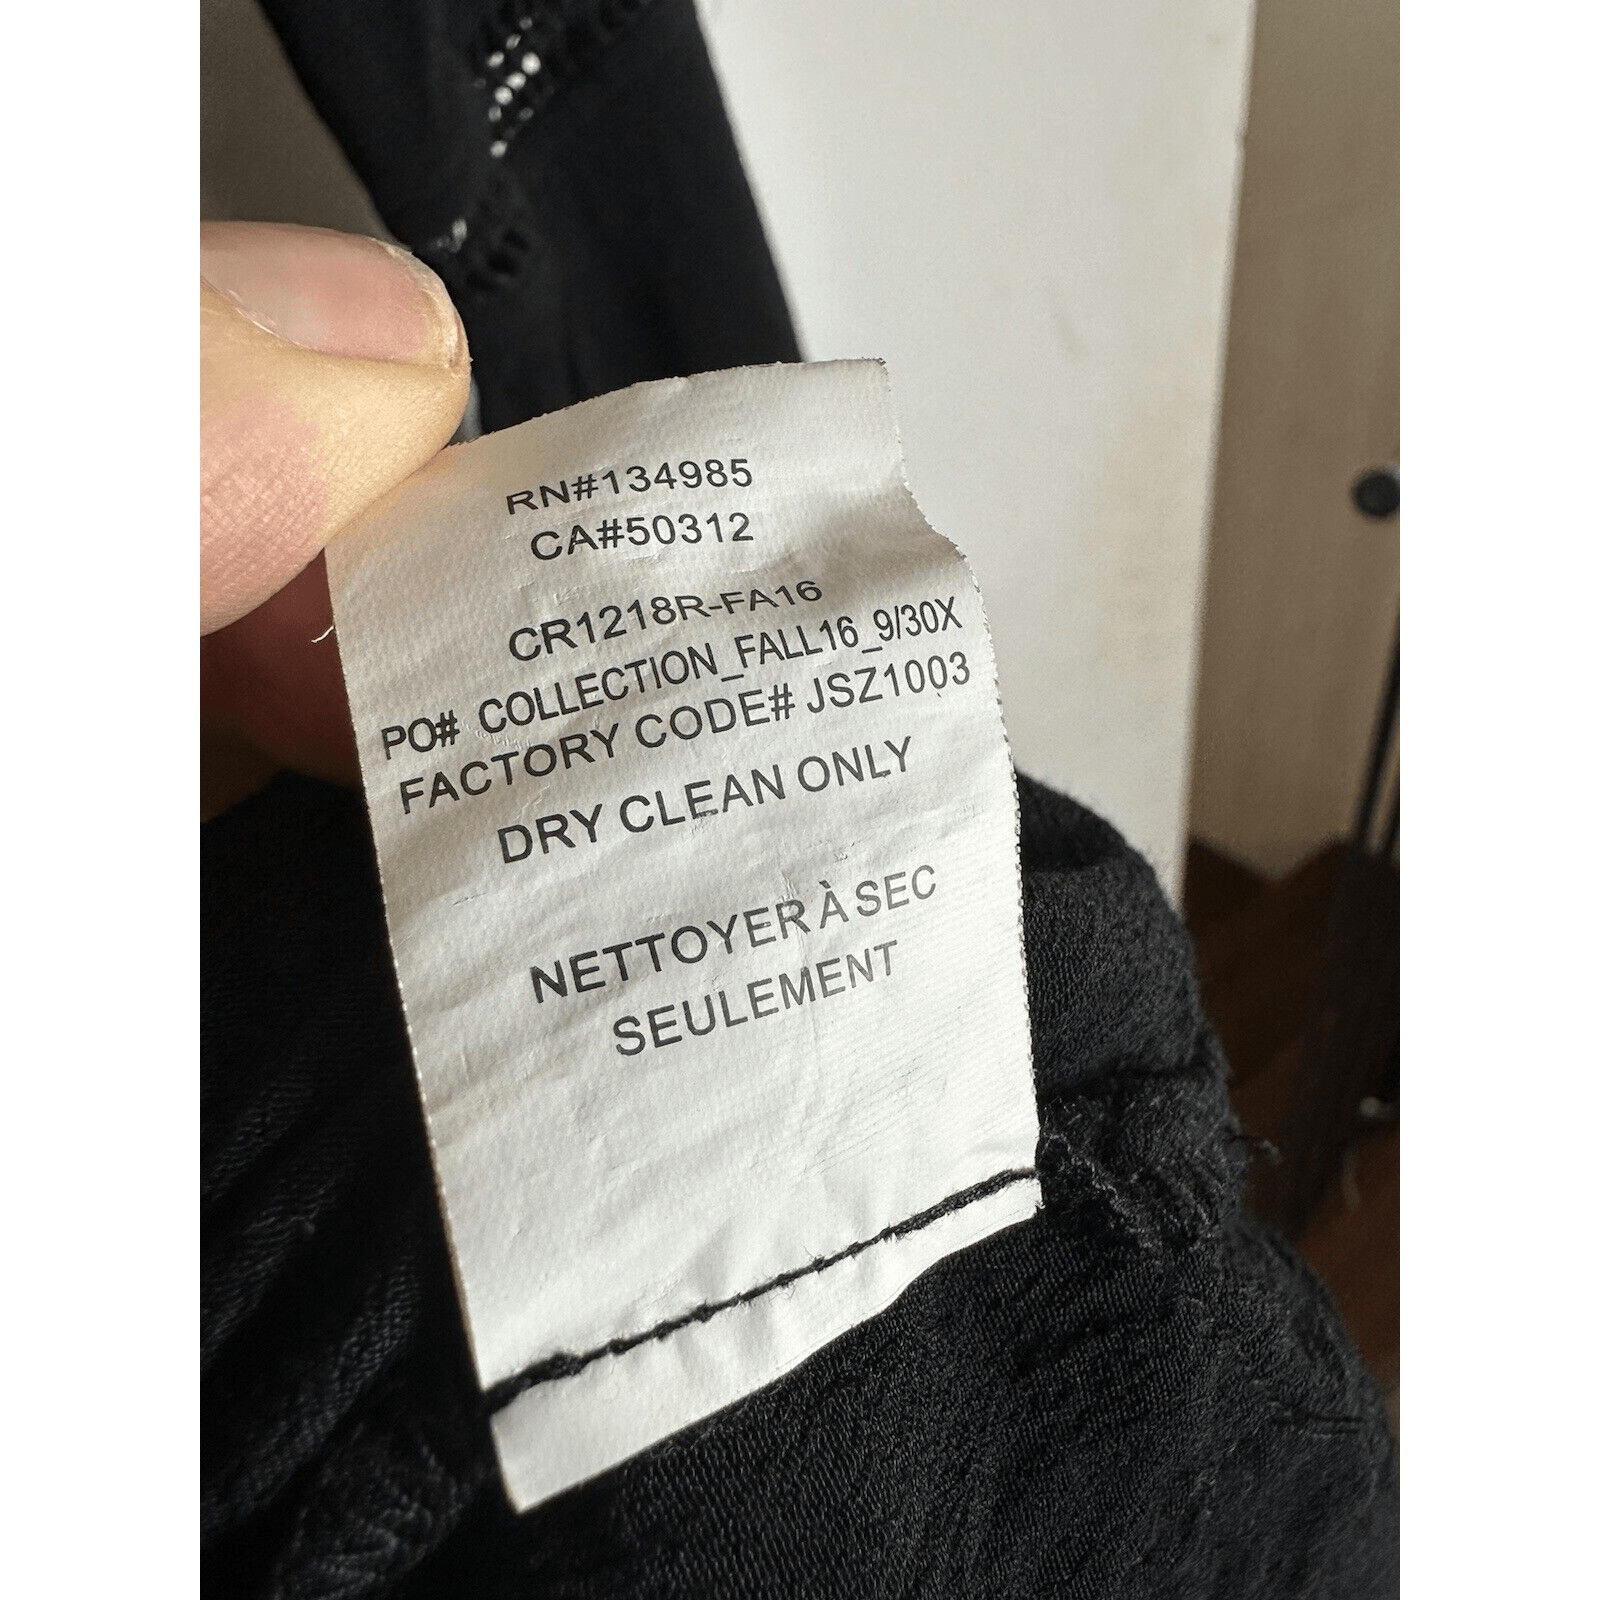 RN#134985
CA#50312
CR1218R-FA16
PO# COLLECTION_FALL16_9/30X
FACTORY CODE# JSZ1003
DRY CLEAN ONLY
NETTOYER À SEC
SEULEMENT